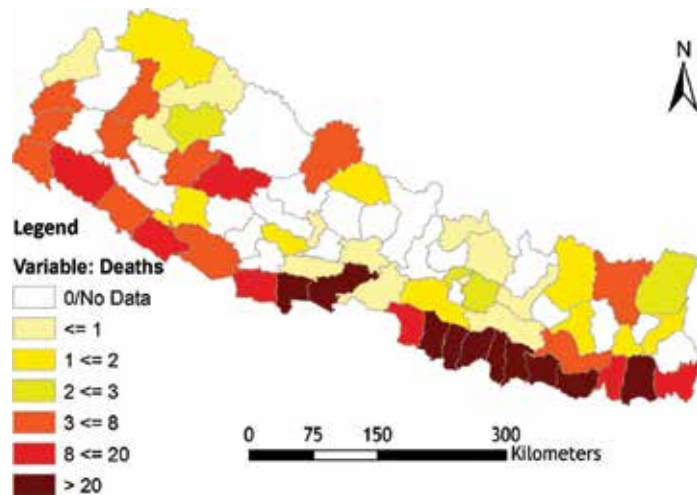 N
Legend
Variable: Deaths
0/No Data
<= 1
1 <= 2
2 <= 3
3 <= 8
8 <= 20
> 20
0 75 150 300
Kilometers